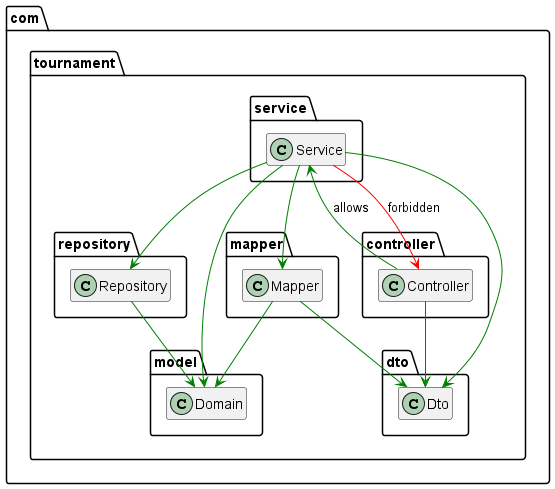 com
tournament
service
C Service
allows
forbidden
repository
mapper
controller
C Repository
C Mapper
C Controller
model
dto
C Domain
C Dto